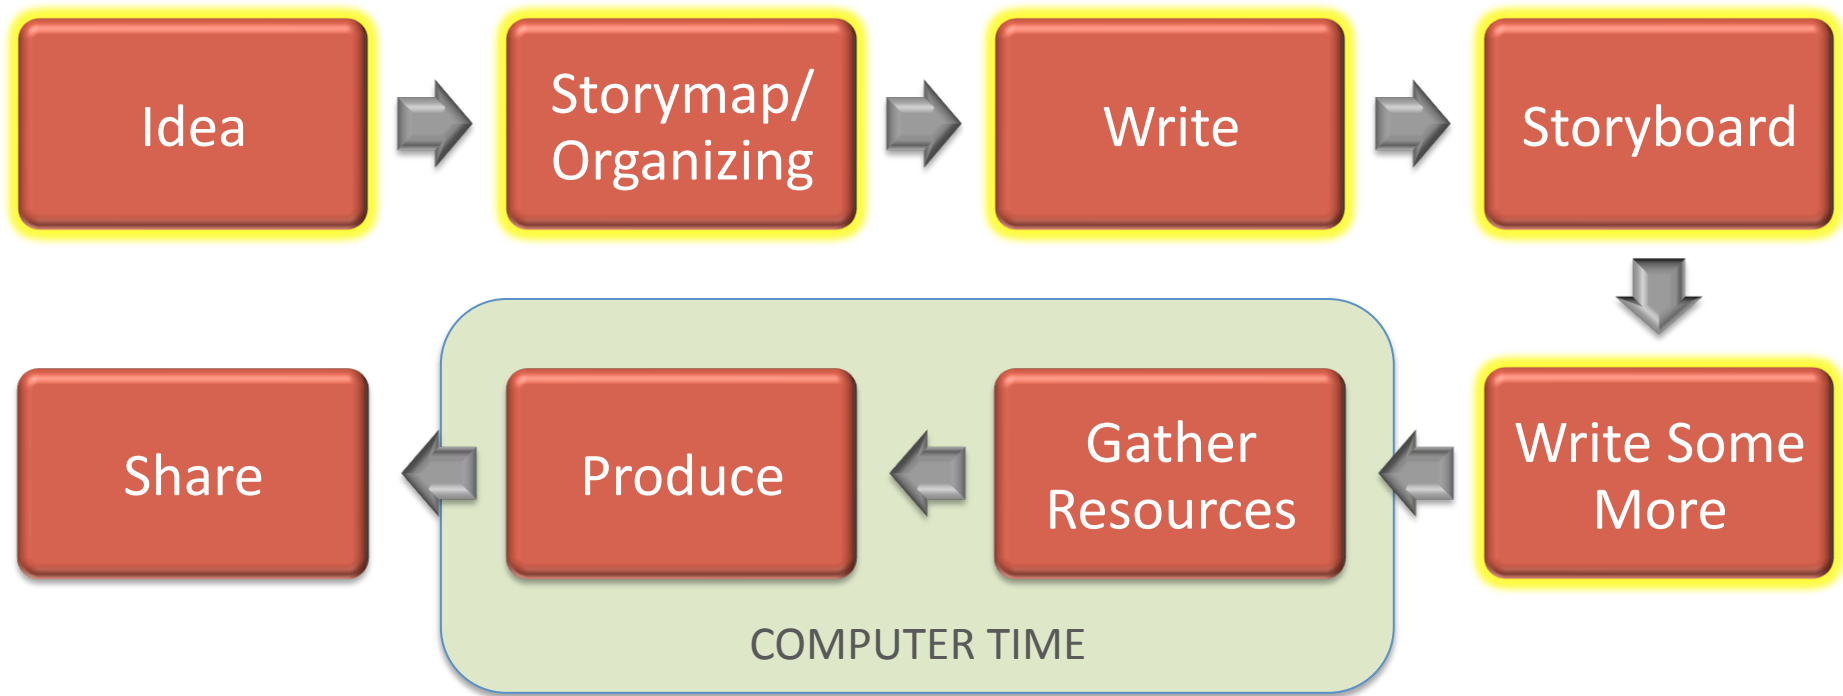 Idea
Storymap/
Organizing
Write
Storyboard
Write Some
More
Gather
Resources
Produce
Share
COMPUTER TIME